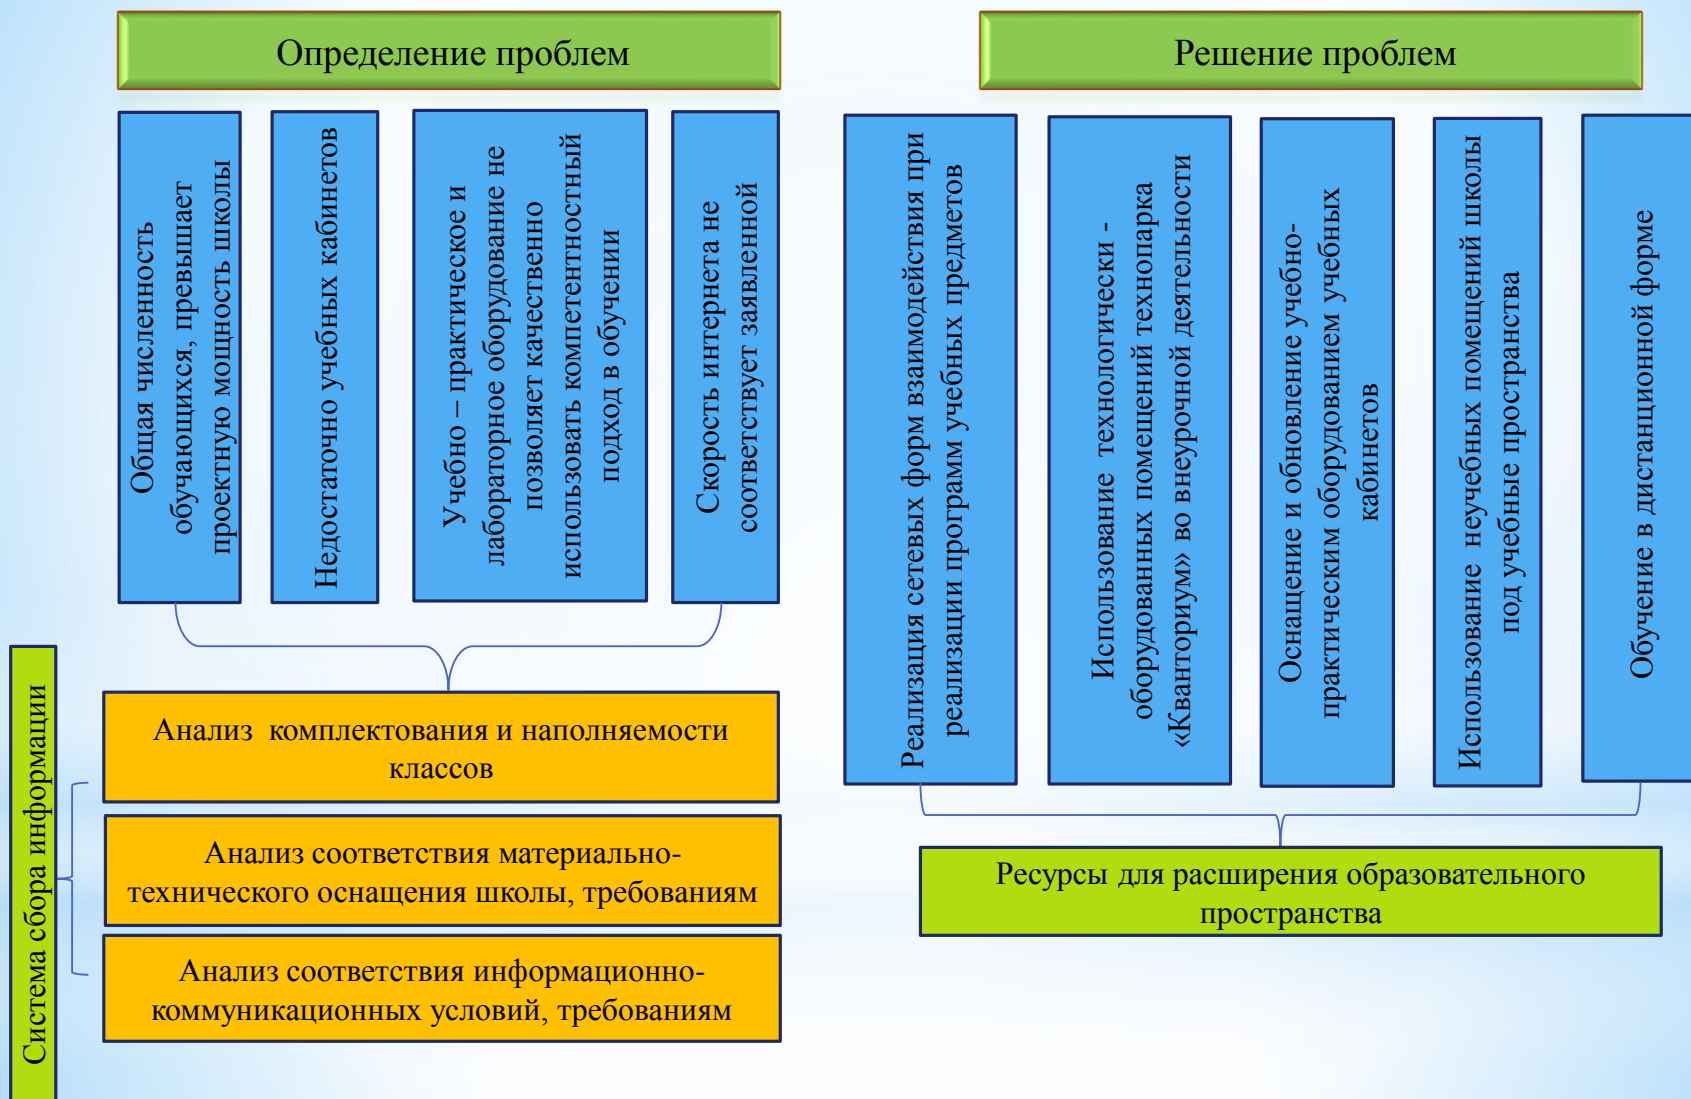 Определение проблем
Общая численность
обучающихся, превышает
проектную мощность школы
Недостаточно учебных кабинетов
Учебно – практическое и
лабораторное оборудование не
позволяет качественно
использовать компетентностный
подход в обучении
Скорость интернета не
соответствует заявленной
Система сбора информации
Анализ комплектования и наполняемости
классов
Анализ соответствия материально-
технического оснащения школы, требованиям
Анализ соответствия информационно-
коммуникационных условий, требованиям
Решение проблем
Реализация сетевых форм взаимодействия при
реализации программ учебных предметов
Использование технологически -
оборудованных помещений технопарка
«Кванториум» во внеурочной деятельности
Оснащение и обновление учебно-
практическим оборудованием учебных
кабинетов
Использование неучебных помещений школы
под учебные пространства
Обучение в дистанционной форме
Ресурсы для расширения образовательного
пространства